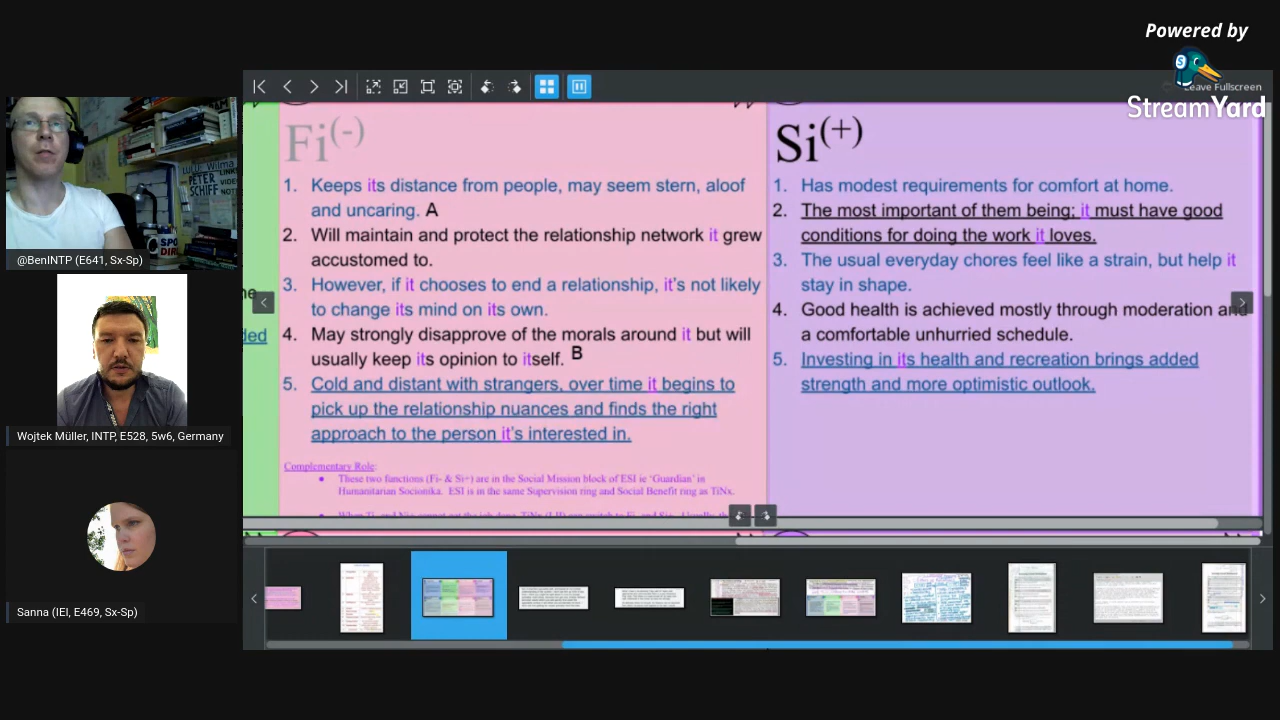 Powered by
StreamYard
Leave Fullscreen
@BenINTP (E641, Sx-Sp)
Wojtek Müller, INTP, E528, 5w6, Germany
Sanna (IEI, E469, Sx-Sp)
PETER
SCHIFF
ded
Fi(-)
1. Keeps its distance from people, may seem stern, aloof
and uncaring. A
2. Will maintain and protect the relationship network it grew
accustomed to.
3. However, if it chooses to end a relationship, it's not likely
to change its mind on its own.
4. May strongly disapprove of the morals around it but will
usually keep its opinion to itself. B
5. Cold and distant with strangers, over time it begins to
pick up the relationship nuances and finds the right
approach to the person it's interested in.
Complementary Role:
• These two functions (Fi- & Si+) are in the Social Mission block of ESI ie 'Guardian' in
Humanitarian Socionika. ESI is in the same Supervision ring and Social Benefit ring as TiNx.
Si(+)
1. Has modest requirements for comfort at home.
2. The most important of them being; it must have good
conditions for doing the work it loves.
3. The usual everyday chores feel like a strain, but help it
stay in shape.
4. Good health is achieved mostly through moderation and
a comfortable unhurried schedule.
5. Investing in its health and recreation brings added
strength and more optimistic outlook.